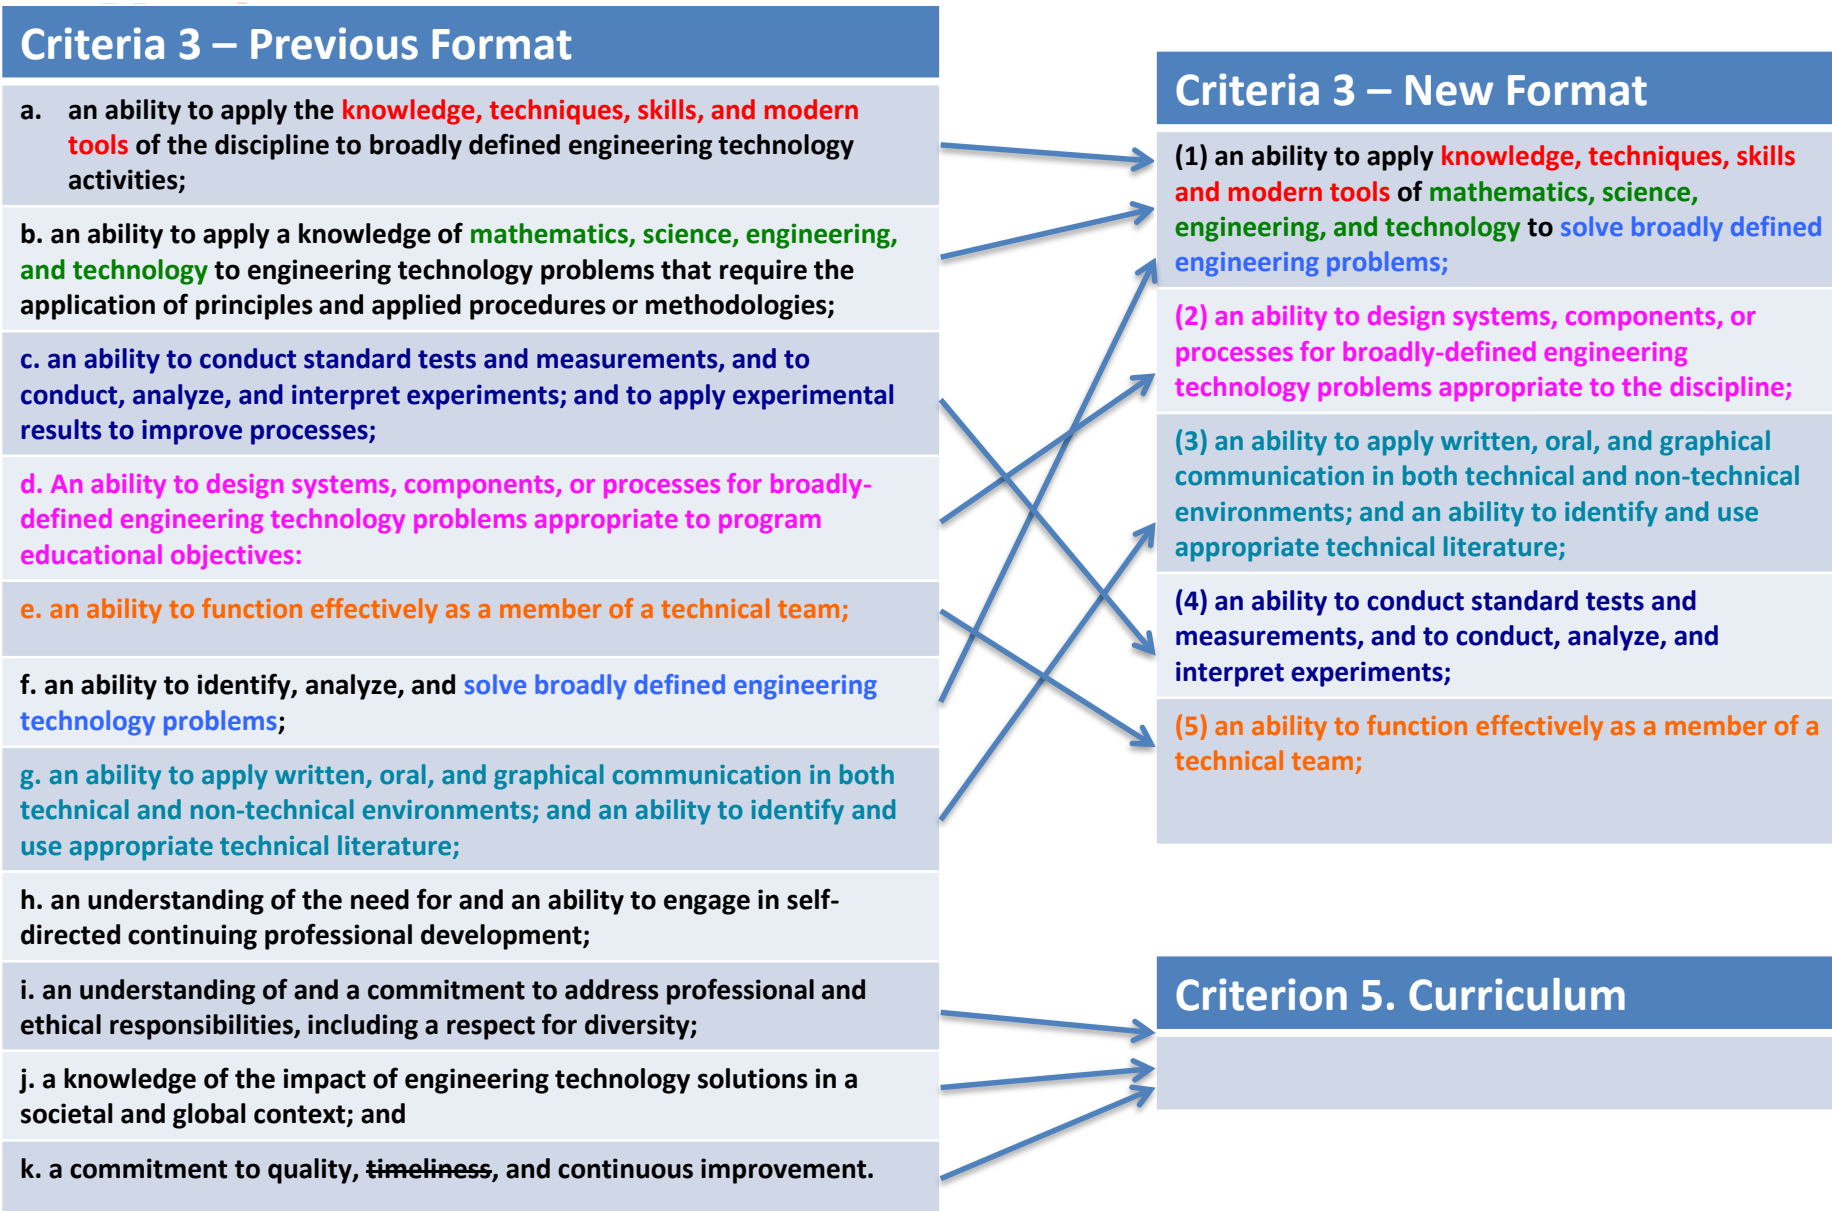 Criteria 3 – Previous Format
a. an ability to apply the knowledge, techniques, skills, and modern
tools of the discipline to broadly defined engineering technology
activities;
b. an ability to apply a knowledge of mathematics, science, engineering,
and technology to engineering technology problems that require the
application of principles and applied procedures or methodologies;
c. an ability to conduct standard tests and measurements, and to
conduct, analyze, and interpret experiments; and to apply experimental
results to improve processes;
d. An ability to design systems, components, or processes for broadly-
defined engineering technology problems appropriate to program
educational objectives:
e. an ability to function effectively as a member of a technical team;
f. an ability to identify, analyze, and solve broadly defined engineering
technology problems;
g. an ability to apply written, oral, and graphical communication in both
technical and non-technical environments; and an ability to identify and
use appropriate technical literature;
h. an understanding of the need for and an ability to engage in self-
directed continuing professional development;
i. an understanding of and a commitment to address professional and
ethical responsibilities, including a respect for diversity;
j. a knowledge of the impact of engineering technology solutions in a
societal and global context; and
k. a commitment to quality, timeliness, and continuous improvement.
Criteria 3 – New Format
(1) an ability to apply knowledge, techniques, skills
and modern tools of mathematics, science,
engineering, and technology to solve broadly defined
engineering problems;
(2) an ability to design systems, components, or
processes for broadly-defined engineering
technology problems appropriate to the discipline;
(3) an ability to apply written, oral, and graphical
communication in both technical and non-technical
environments; and an ability to identify and use
appropriate technical literature;
(4) an ability to conduct standard tests and
measurements, and to conduct, analyze, and
interpret experiments;
(5) an ability to function effectively as a member of a
technical team;
Criterion 5. Curriculum